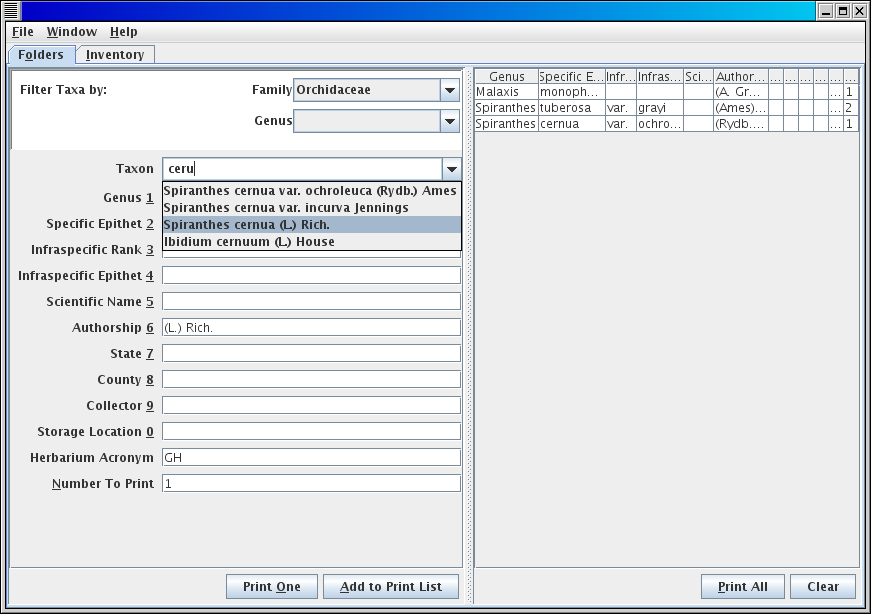 File Window Help
Folders Inventory
Filter Taxa by: Family Orchidaceae
Genus
Taxon ceru
Spiranthes cernua var. ochroleuca (Rydb.) Ames
Spiranthes cernua var. incurva Jennings
Spiranthes cernua (L.) Rich.
Ibidium cernuum (L.) House
Genus 1
Specific Epithet 2
Infraspecific Rank 3
Infraspecific Epithet 4
Scientific Name 5
Authorship 6 (L.) Rich.
State 7
County 8
Collector 9
Storage Location 0
Herbarium Acronym GH
Number To Print 1
Print One Add to Print List
Genus Specific E... Infr... Infras... Sci... Author... ... ... ... ... ... ...
Malaxis monoph... (A. Gr... ... 1
Spiranthes tuberosa var. grayi (Ames)... ... 2
Spiranthes cernua var. ochro... (Rydb.... ... 1
Print All Clear